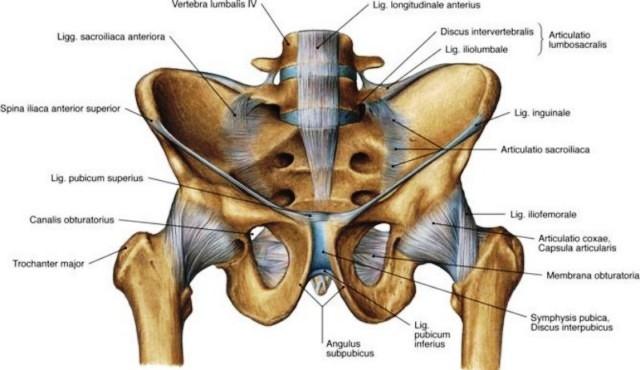 Vertebra lumbalis IV
Lig. longitudinale anterius
Ligg. sacroiliaca anteriora
Discus intervertebralis
Lig. iliolumbale
Articulatio
lumbosacralis
Spina iliaca anterior superior
Lig. inguinale
Articulatio sacroiliaca
Lig. pubicum superius
Canalis obturatorius
Lig. iliofemorale
Articulatio coxae,
Capsula articularis
Trochanter major
Membrana obturatoria
Symphysis pubica,
Discus interpubicus
Lig.
pubicum
inferius
Angulus
subpubicus